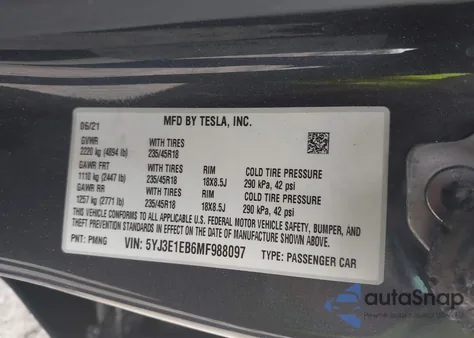 MFD BY TESLA, INC.
06/21
GVWR WITH TIRES
2220 kg (4894 lb) 235/45R18
GAWR FRT WITH TIRES RIM COLD TIRE PRESSURE
1110 kg (2447 lb) 235/45R18 18X8.5J 290 kPa, 42 psi
GAWR RR WITH TIRES RIM COLD TIRE PRESSURE
1257 kg (2771 lb) 235/45R18 18X8.5J 290 kPa, 42 psi
THIS VEHICLE CONFORMS TO ALL APPLICABLE U.S. FEDERAL MOTOR VEHICLE SAFETY, BUMPER, AND
THEFT PREVENTION STANDARDS IN EFFECT ON THE DATE OF MANUFACTURE SHOWN ABOVE.
PNT: PMNG VIN: 5YJ3E1EB6MF988097 TYPE: PASSENGER CAR
autoSnap